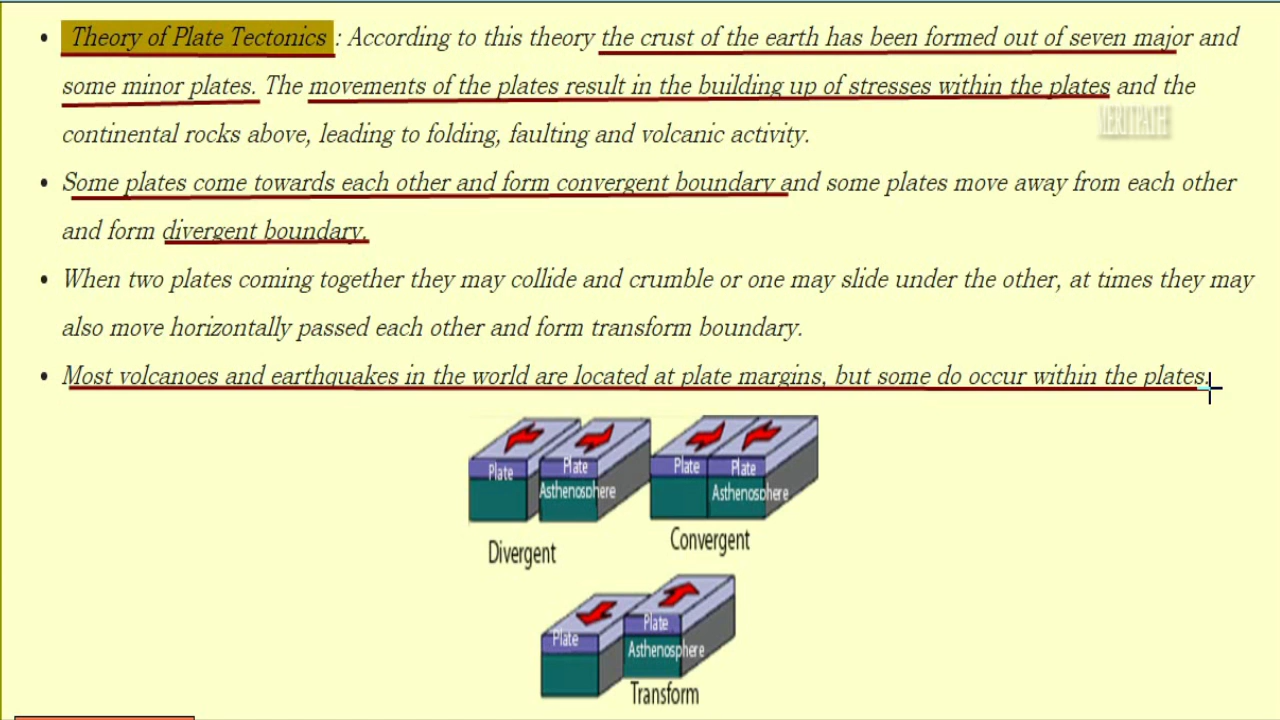 • Theory of Plate Tectonics : According to this theory the crust of the earth has been formed out of seven major and
some minor plates. The movements of the plates result in the building up of stresses within the plates and the
MERITPATH
continental rocks above, leading to folding, faulting and volcanic activity.
• Some plates come towards each other and form convergent boundary and some plates move away from each other
and form divergent boundary.
• When two plates coming together they may collide and crumble or one may slide under the other, at times they may
also move horizontally passed each other and form transform boundary.
• Most volcanoes and earthquakes in the world are located at plate margins, but some do occur within the plates.
Plate Plate Plate Plate
Asthenosphere Asthenosphere
Divergent Convergent
Plate Plate
Asthenosphere
Transform